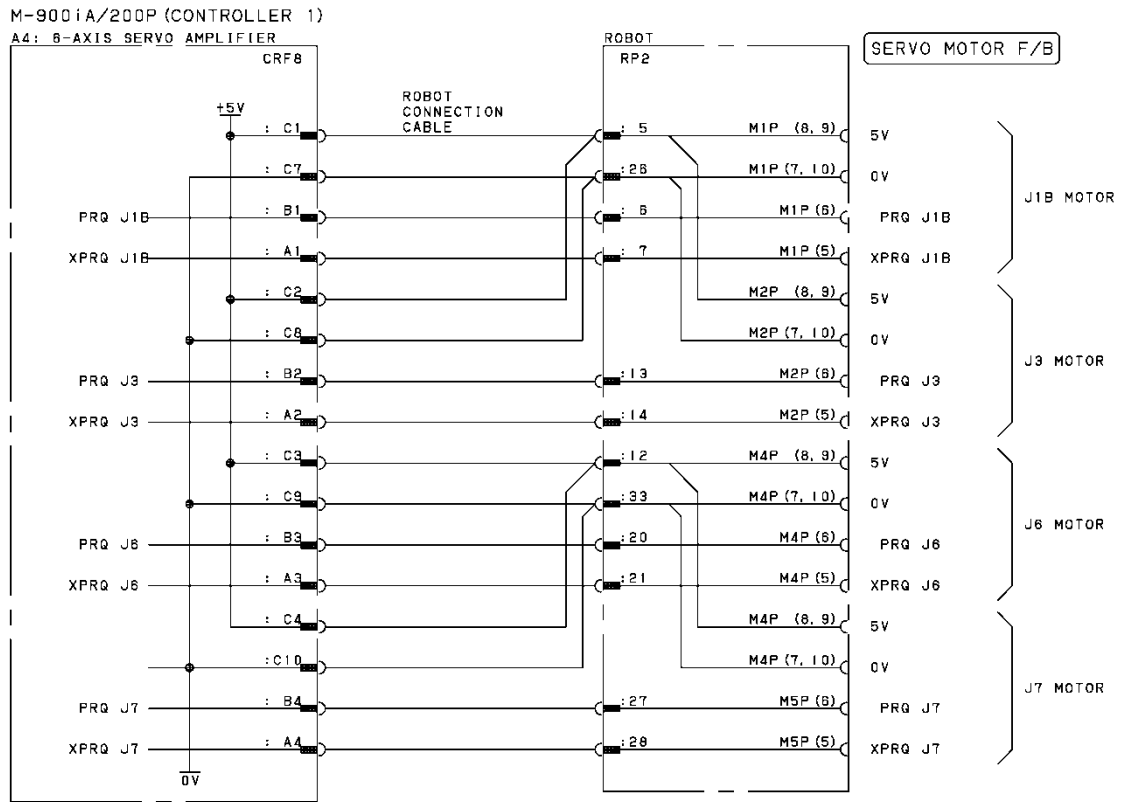 M-900iA/200P (CONTROLLER 1)
A4: 6-AXIS SERVO AMPLIFIER
ROBOT
SERVO MOTOR F/B
CRF8
RP2
+5V
ROBOT
CONNECTION
CABLE
: C1 : 5 M1P (8, 9) 5V
: C7 :26 M1P (7, 10) 0V
J1B MOTOR
PRQ J1B : B1 : 6 M1P (6) PRQ J1B
XPRQ J1B : A1 : 7 M1P (5) XPRQ J1B
: C2 M2P (8, 9) 5V
: C8 M2P (7, 10) 0V
J3 MOTOR
PRQ J3 : B2 :13 M2P (6) PRQ J3
XPRQ J3 : A2 :14 M2P (5) XPRQ J3
: C3 :12 M4P (8, 9) 5V
: C9 :33 M4P (7, 10) 0V
J6 MOTOR
PRQ J6 : B3 :20 M4P (6) PRQ J6
XPRQ J6 : A3 :21 M4P (5) XPRQ J6
: C4 M4P (8, 9) 5V
:C10 M4P (7, 10) 0V
J7 MOTOR
PRQ J7 : B4 :27 M5P (6) PRQ J7
XPRQ J7 : A4 :28 M5P (5) XPRQ J7
0V